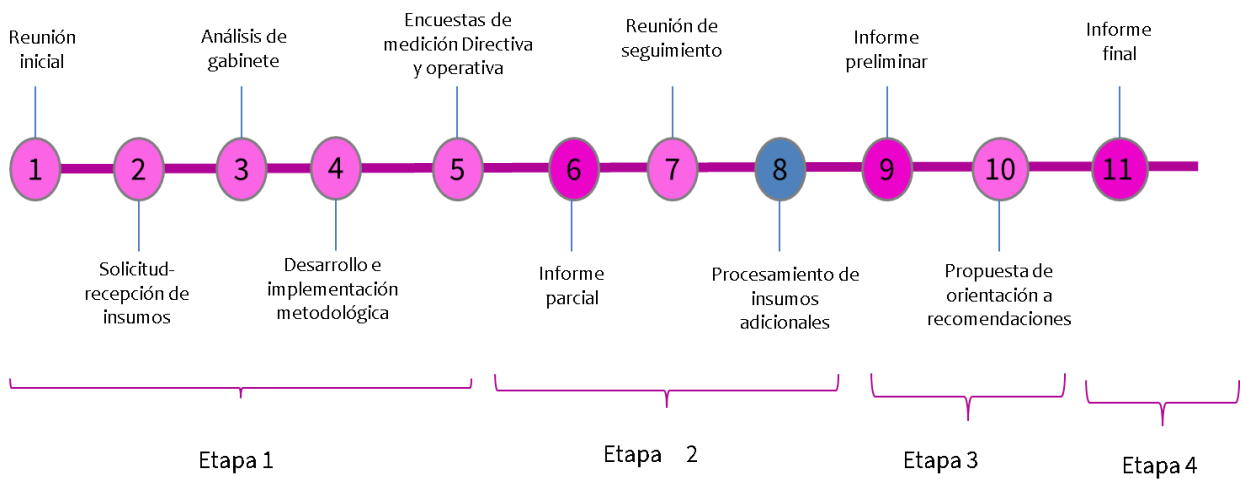 Reunión
inicial
Análisis de
gabinete
Encuestas de
medición Directiva
y operativa
Reunión de
seguimiento
Informe
preliminar
Informe
final
1
2
3
4
5
6
7
8
9
10
11
Solicitud-
recepción de
insumos
Desarrollo e
implementación
metodológica
Informe
parcial
Procesamiento de
insumos
adicionales
Propuesta de
orientación a
recomendaciones
Etapa 1
Etapa 2
Etapa 3
Etapa 4